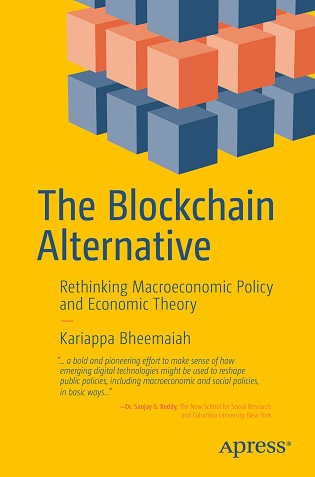 The Blockchain
Alternative
Rethinking Macroeconomic Policy
and Economic Theory
Kariappa Bheemaiah
“... a bold and pioneering effort to make sense of how
emerging digital technologies might be used to reshape
public policies, including macroeconomic and social policies,
in basic ways...”
—Dr. Sanjay G. Reddy, The New School for Social Research
and Columbia University, New York
Apress®